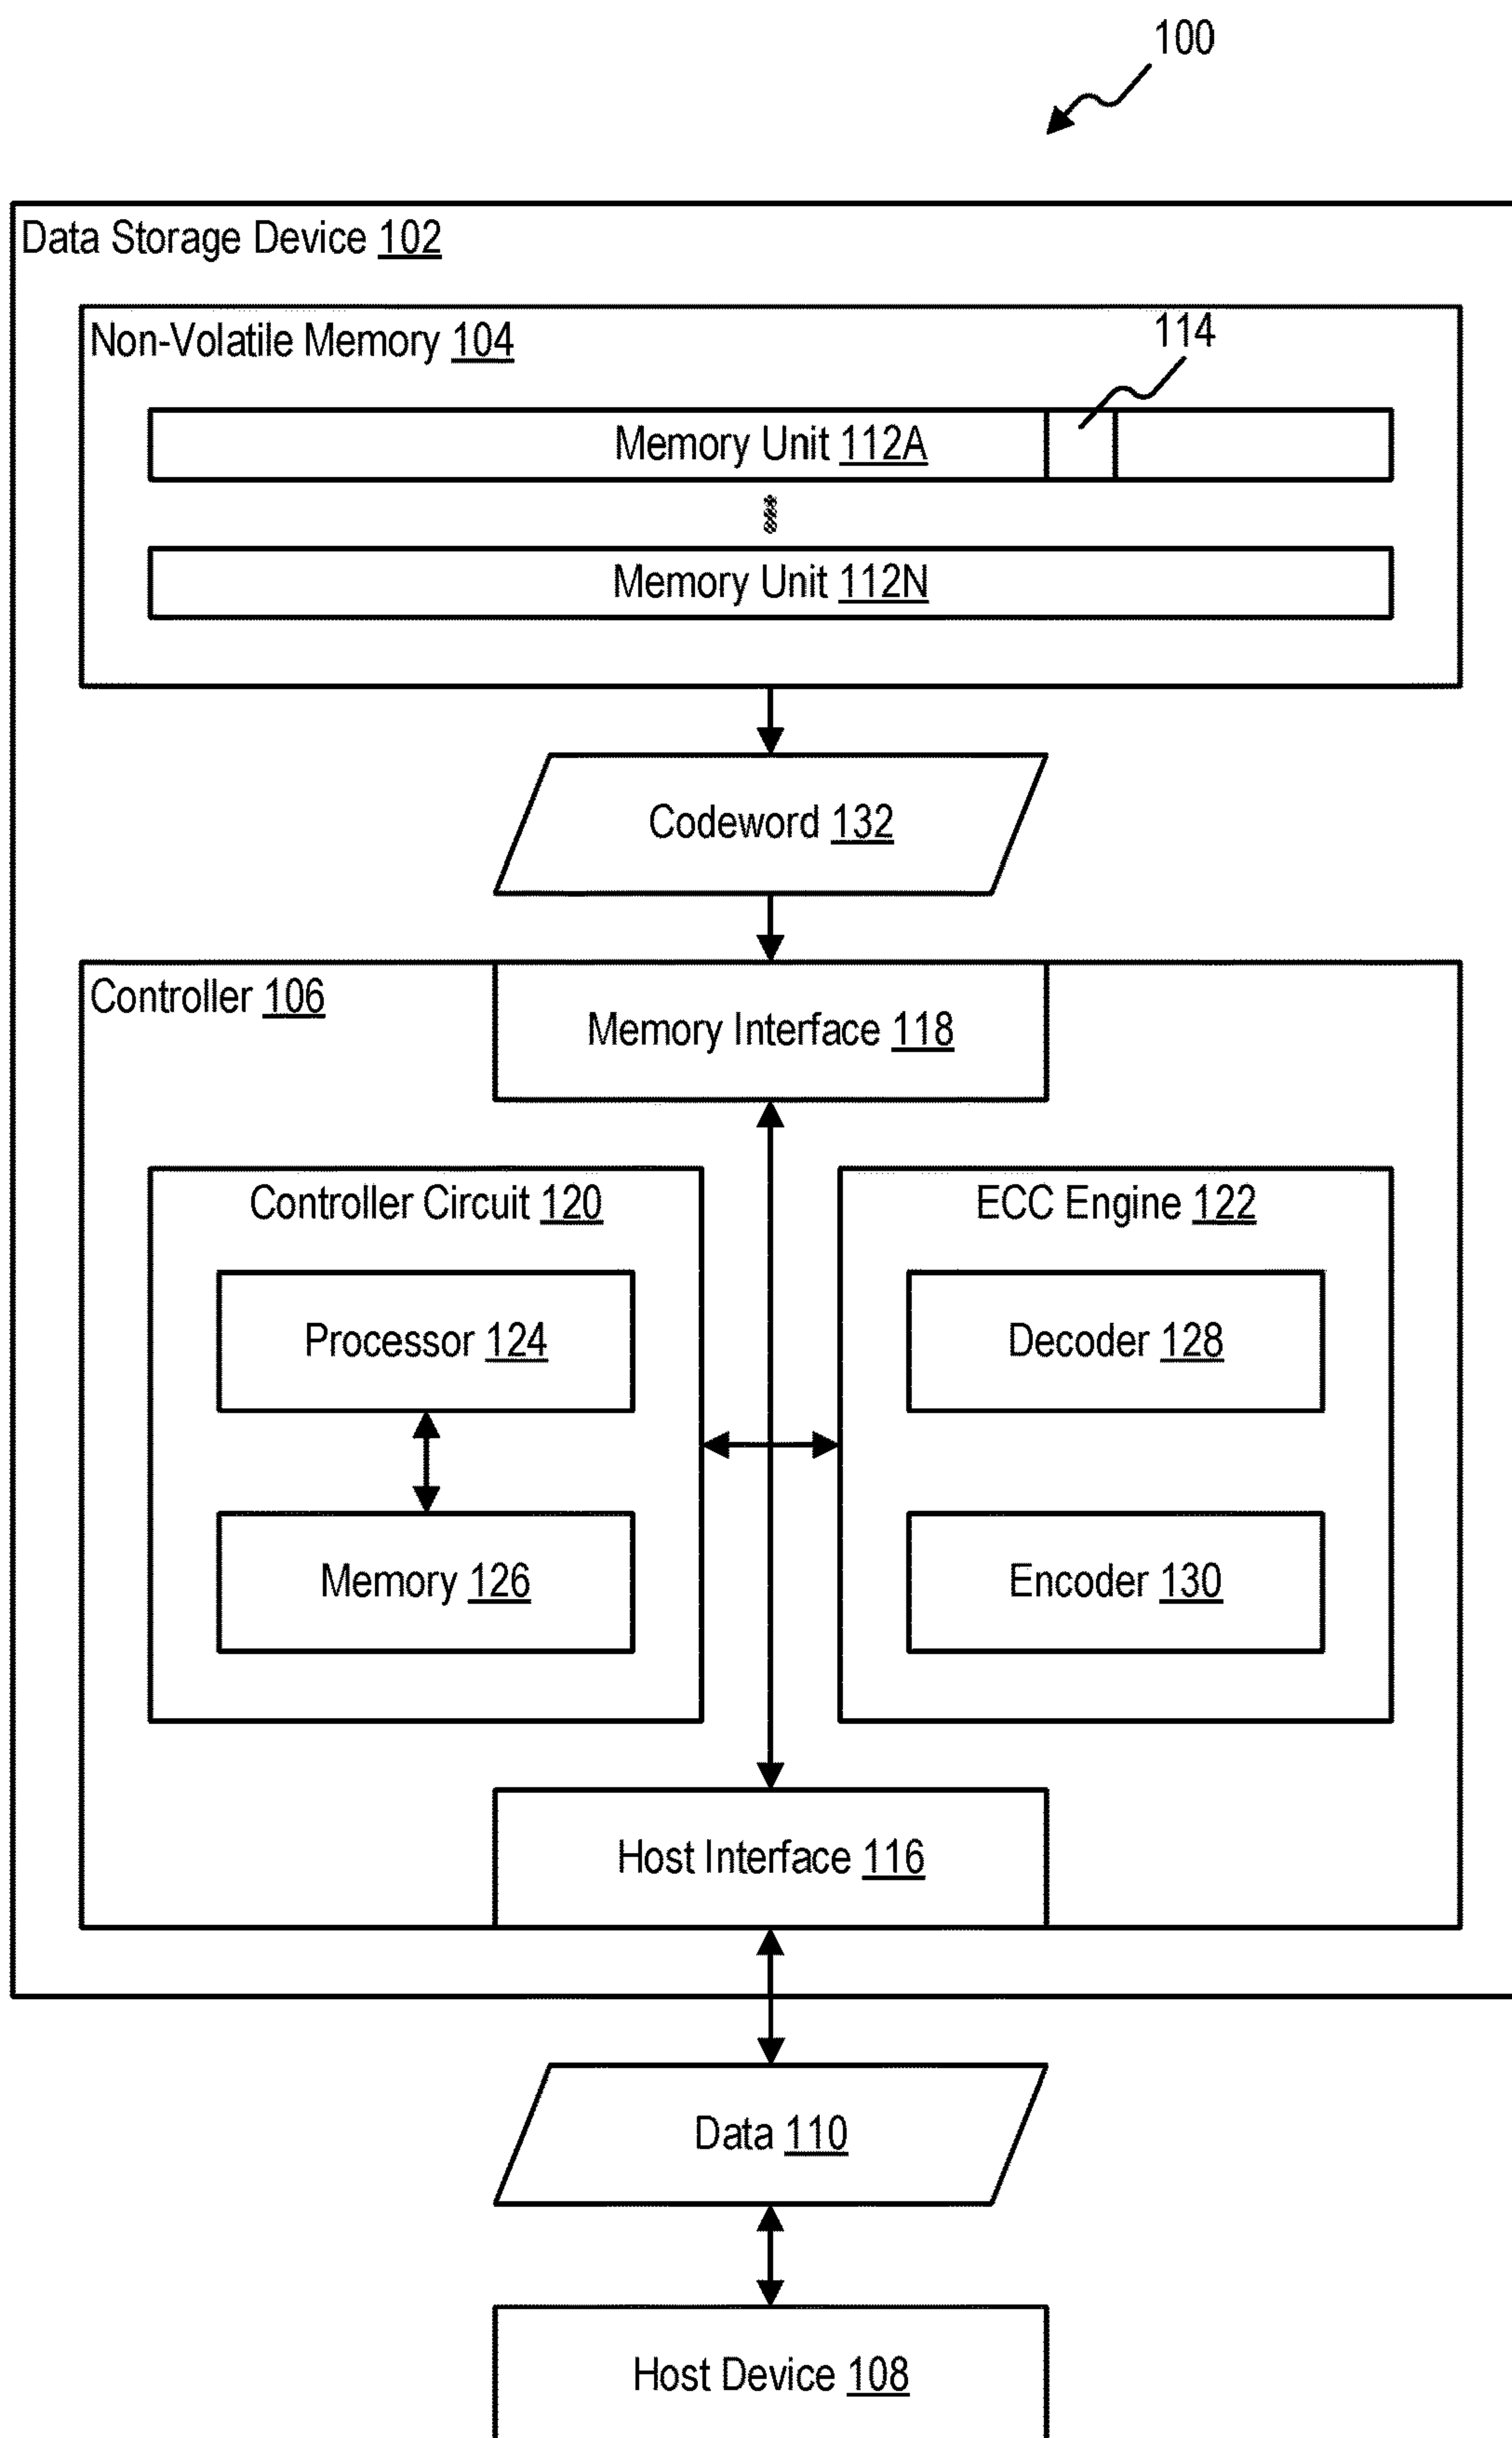 100
Data Storage Device 102
Non-Volatile Memory 104
114
Memory Unit 112A
Memory Unit 112N
Codeword 132
Controller 106
Memory Interface 118
Controller Circuit 120
ECC Engine 122
Processor 124
Decoder 128
Memory 126
Encoder 130
Host Interface 116
Data 110
Host Device 108